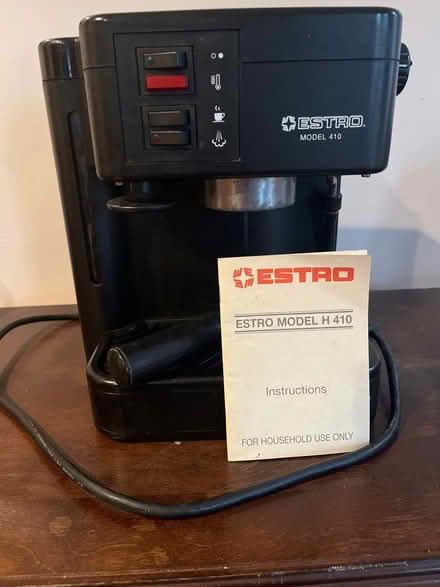 ESTRO
MODEL 410
ESTRO
ESTRO MODEL H 410
Instructions
FOR HOUSEHOLD USE ONLY